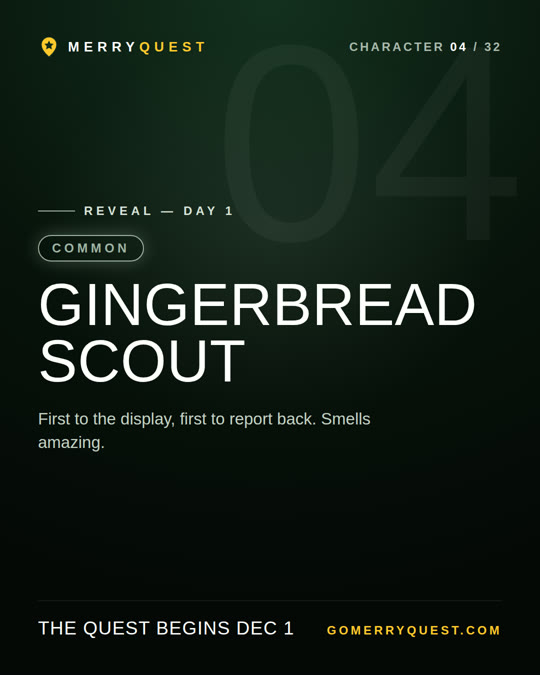 MERRYQUEST
CHARACTER 04 / 32
04
REVEAL — DAY 1
COMMON
GINGERBREAD
SCOUT
First to the display, first to report back. Smells
amazing.
THE QUEST BEGINS DEC 1
GOMERRYQUEST.COM